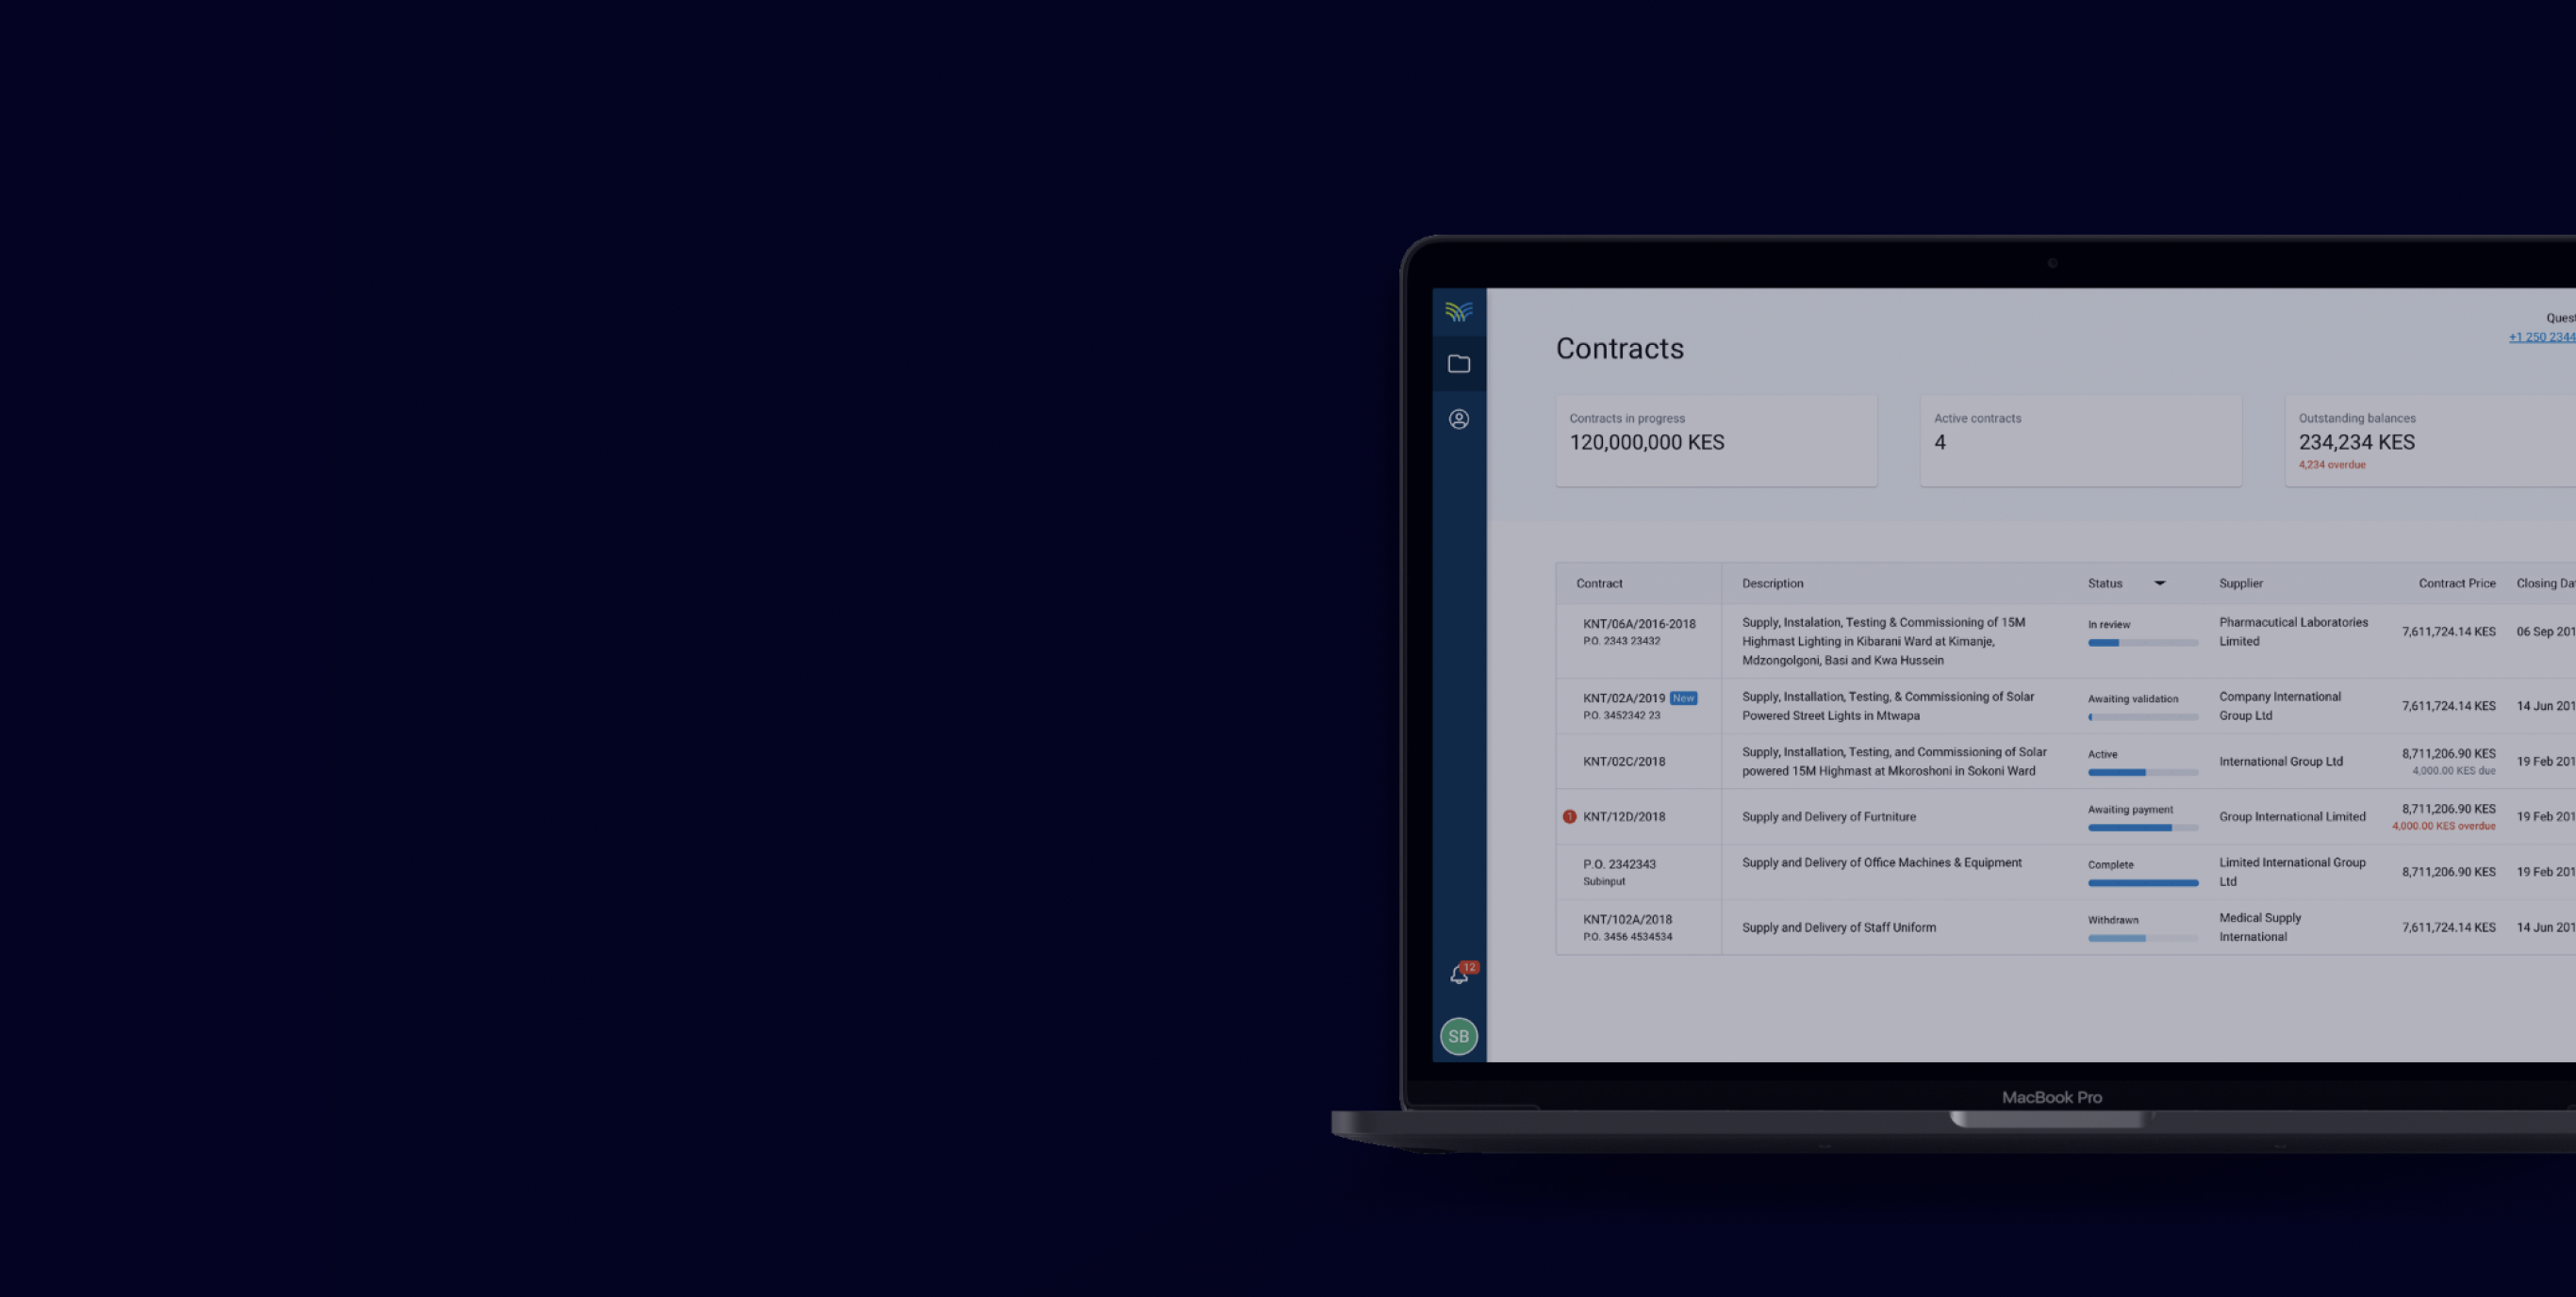 Contracts
Quest
+1 250 2344
Contracts in progress
120,000,000 KES
Active contracts
4
Outstanding balances
234,234 KES
4,234 overdue
Contract Description Status Supplier Contract Price Closing Da
KNT/06A/2016-2018
P.O. 2343 23432
Supply, Instalation, Testing & Commissioning of 15M
Highmast Lighting in Kibarani Ward at Kimanje,
Mdzongolgoni, Basi and Kwa Hussein
In review
Pharmacutical Laboratories
Limited
7,611,724.14 KES
06 Sep 201
KNT/02A/2019 New
P.O. 3452342 23
Supply, Installation, Testing, & Commissioning of Solar
Powered Street Lights in Mtwapa
Awaiting validation
Company International
Group Ltd
7,611,724.14 KES
14 Jun 201
KNT/02C/2018
Supply, Installation, Testing, and Commissioning of Solar
powered 15M Highmast at Mkoroshoni in Sokoni Ward
Active
International Group Ltd
8,711,206.90 KES
4,000.00 KES due
19 Feb 201
1 KNT/12D/2018
Supply and Delivery of Furtniture
Awaiting payment
Group International Limited
8,711,206.90 KES
4,000.00 KES overdue
19 Feb 201
P.O. 2342343
Subinput
Supply and Delivery of Office Machines & Equipment
Complete
Limited International Group
Ltd
8,711,206.90 KES
19 Feb 201
KNT/102A/2018
P.O. 3456 4534534
Supply and Delivery of Staff Uniform
Withdrawn
Medical Supply
International
7,611,724.14 KES
14 Jun 201
12
SB
MacBook Pro